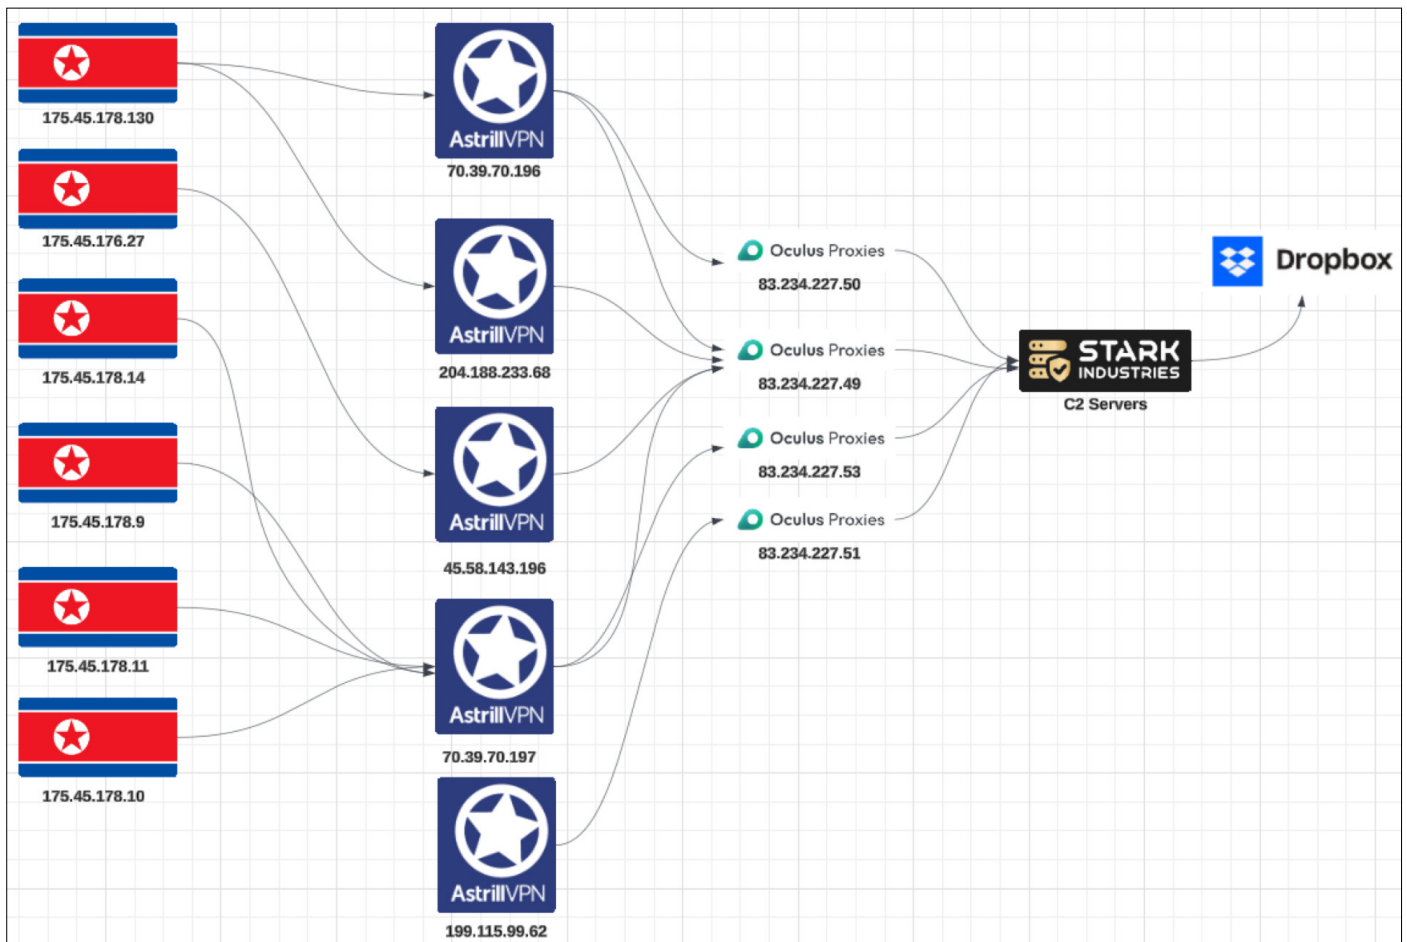 175.45.178.130
175.45.176.27
175.45.178.14
175.45.178.9
175.45.178.11
175.45.178.10
AstrillVPN
70.39.70.196
AstrillVPN
204.188.233.68
AstrillVPN
45.58.143.196
AstrillVPN
70.39.70.197
AstrillVPN
199.115.99.62
Oculus Proxies
83.234.227.50
Oculus Proxies
83.234.227.49
Oculus Proxies
83.234.227.53
Oculus Proxies
83.234.227.51
STARK
INDUSTRIES
C2 Servers
Dropbox